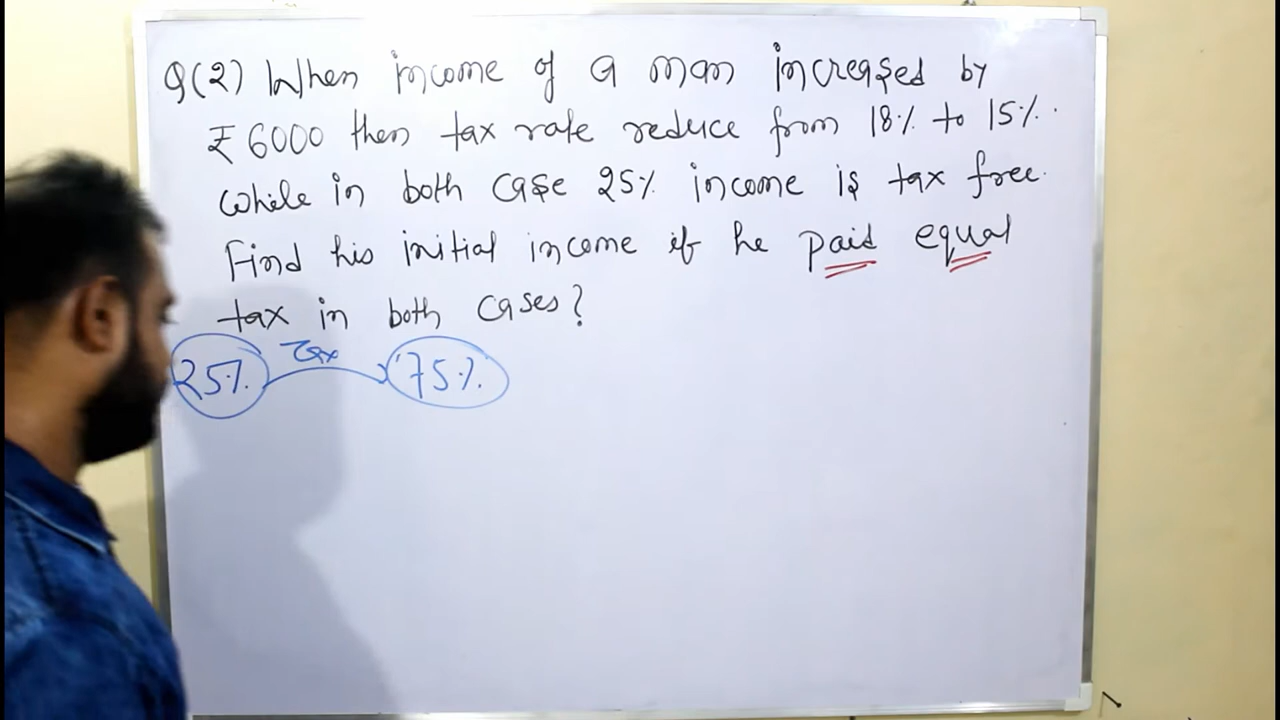 Q(2) When income of a man increased by
₹ 6000 then tax rate reduce from 18% to 15%.
while in both case 25% income is tax free.
Find his initial income if he paid equal
tax in both cases?
25% Tax 75%